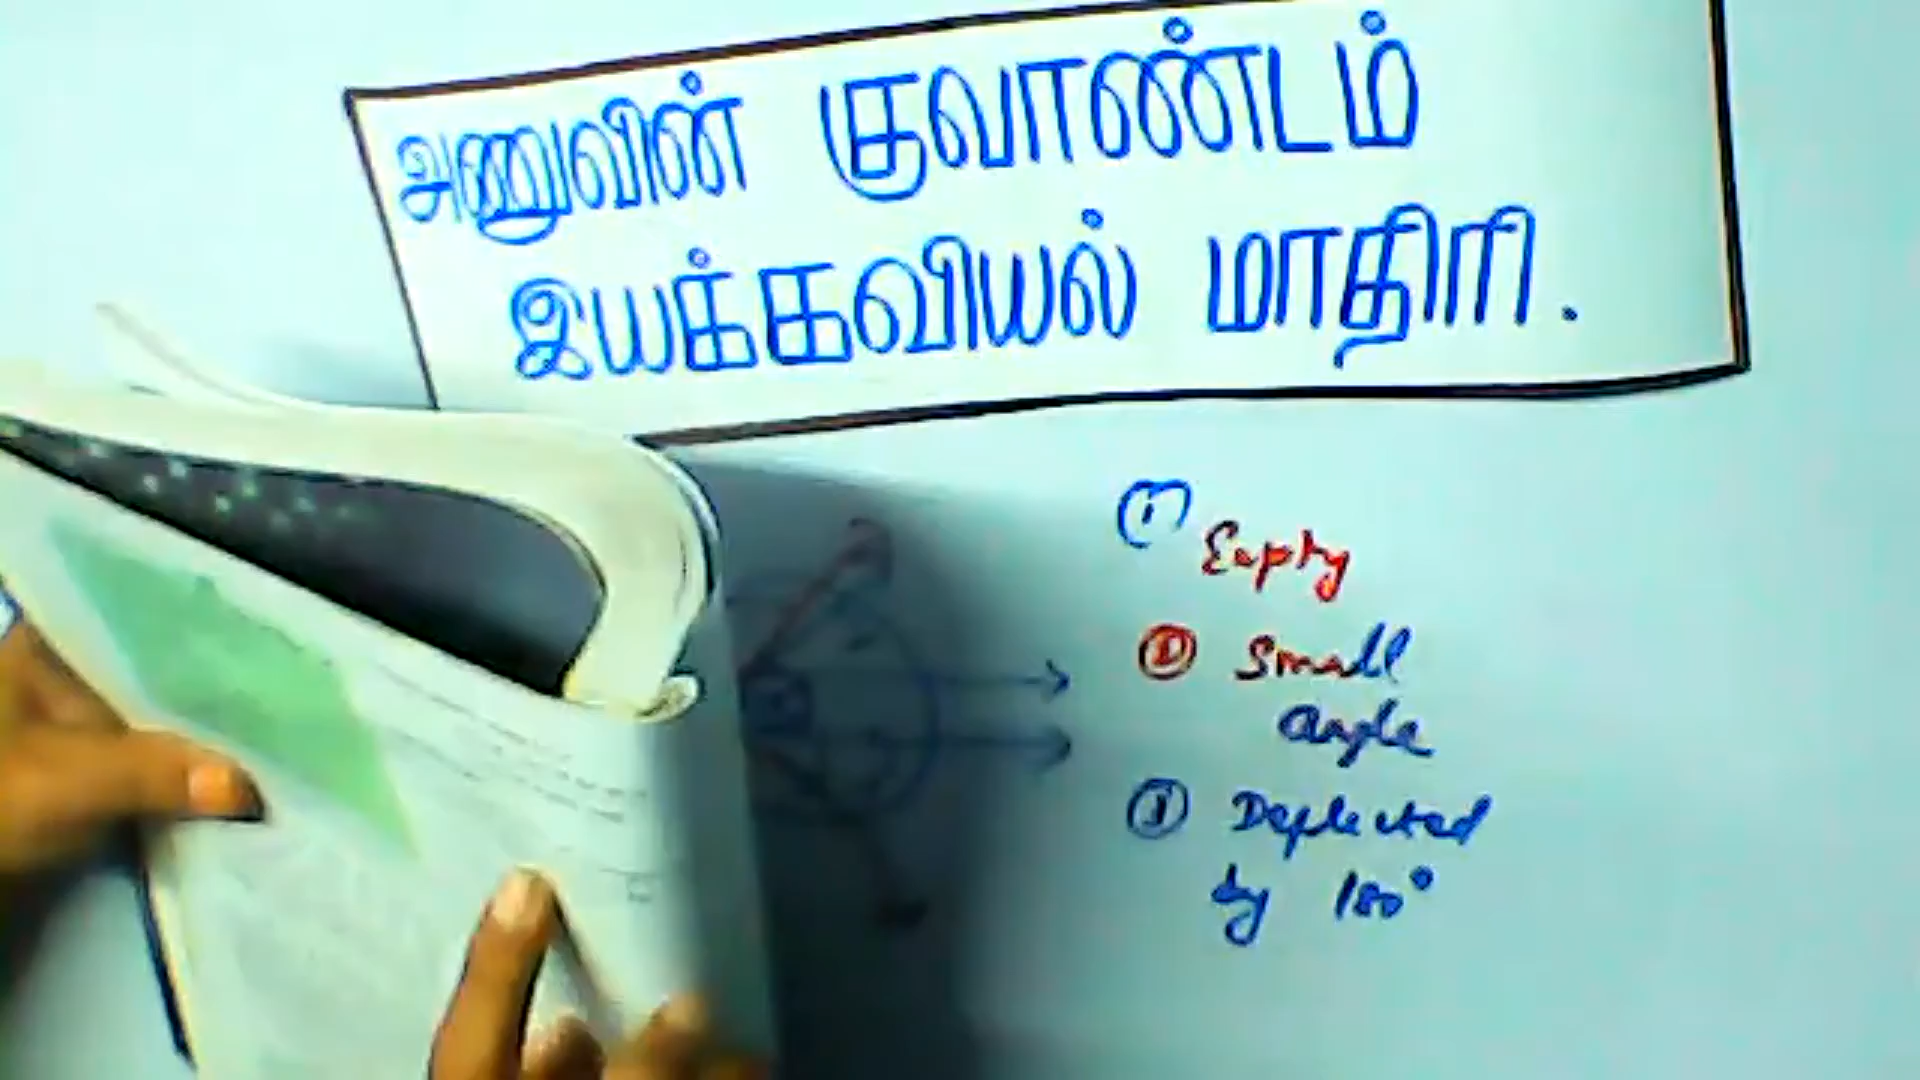 அணுவின் குவாண்டம்
இயக்கவியல் மாதிரி.
(1) Empty
② Small
angle
③ Deflected
by 180°